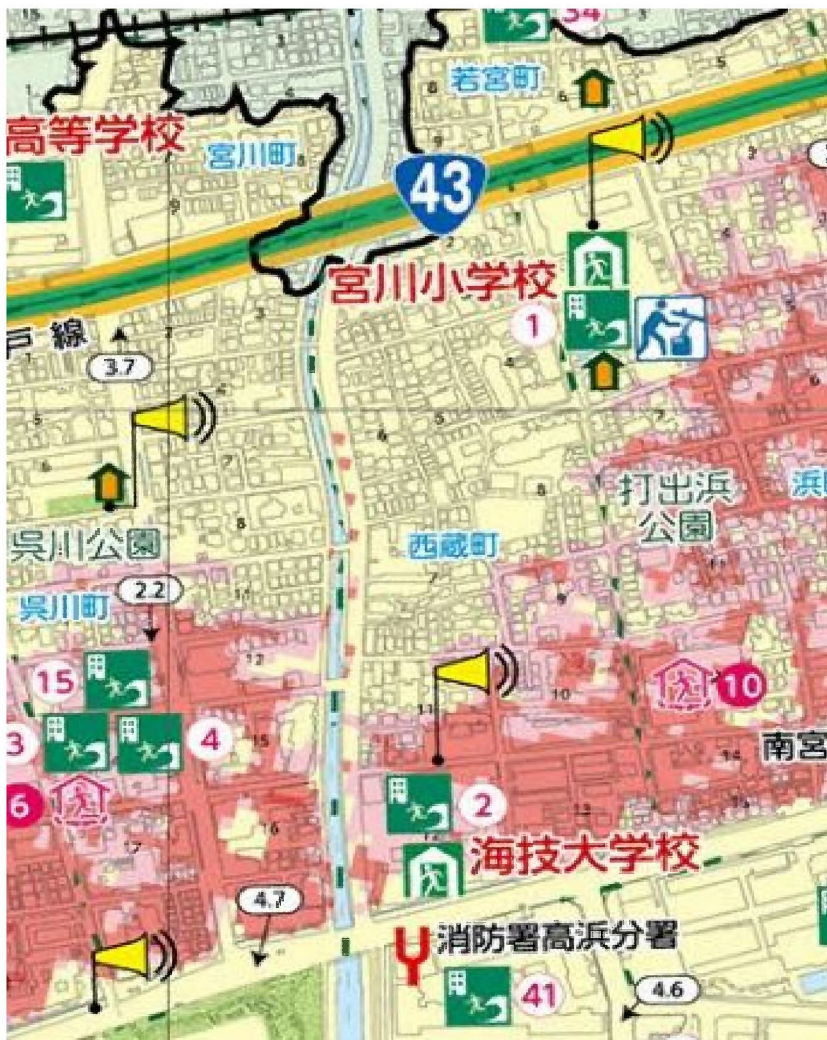 34
若宮町
高等学校
宮川町
43
宮川小学校
1
戸線
3.7
打出浜
公園
浜
呉川公園
西蔵町
2.2
呉川町
15
10
3
4
南宮
6
2
海技大学校
4.7
消防署高浜分署
41
4.6